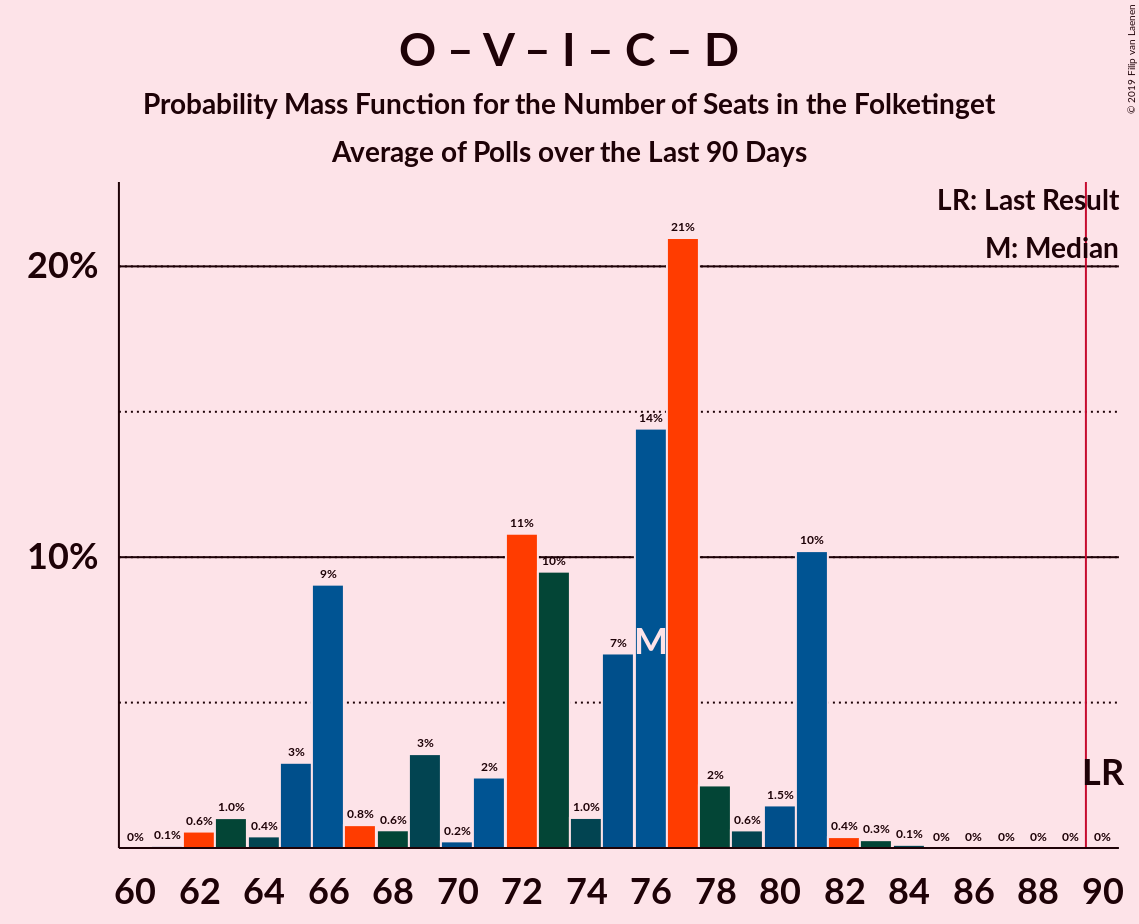 O – V – I – C – D
Probability Mass Function for the Number of Seats in the Folketinget
Average of Polls over the Last 90 Days
© 2019 Filip van Laenen
LR: Last Result
M: Median
20%
10%
0% 0.1% 0.6% 1.0% 0.4% 3% 9% 0.8% 0.6% 3% 0.2% 2% 11% 10% 1.0% 7% 14% 21% 2% 0.6% 1.5% 10% 0.4% 0.3% 0.1% 0% 0% 0% 0% 0% 0%
M
LR
60 62 64 66 68 70 72 74 76 78 80 82 84 86 88 90